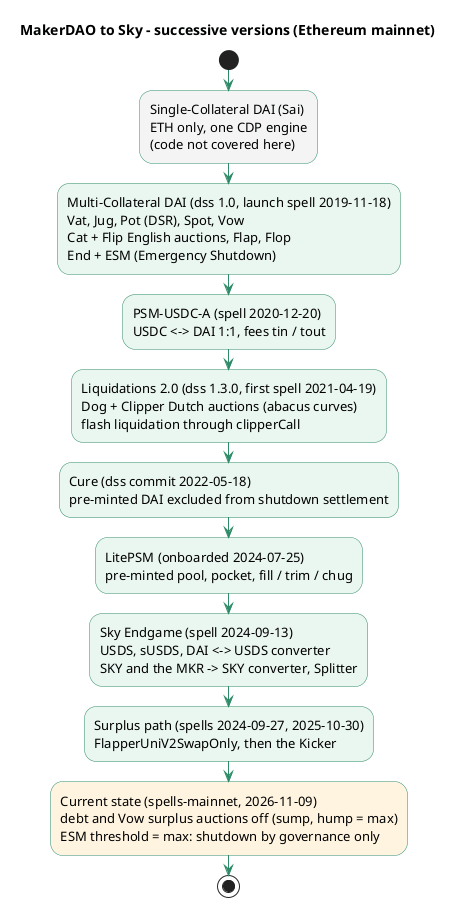 MakerDAO to Sky - successive versions (Ethereum mainnet)
Single-Collateral DAI (Sai)
ETH only, one CDP engine
(code not covered here)
Multi-Collateral DAI (dss 1.0, launch spell 2019-11-18)
Vat, Jug, Pot (DSR), Spot, Vow
Cat + Flip English auctions, Flap, Flop
End + ESM (Emergency Shutdown)
PSM-USDC-A (spell 2020-12-20)
USDC <-> DAI 1:1, fees tin / tout
Liquidations 2.0 (dss 1.3.0, first spell 2021-04-19)
Dog + Clipper Dutch auctions (abacus curves)
flash liquidation through clipperCall
Cure (dss commit 2022-05-18)
pre-minted DAI excluded from shutdown settlement
LitePSM (onboarded 2024-07-25)
pre-minted pool, pocket, fill / trim / chug
Sky Endgame (spell 2024-09-13)
USDS, sUSDS, DAI <-> USDS converter
SKY and the MKR -> SKY converter, Splitter
Surplus path (spells 2024-09-27, 2025-10-30)
FlapperUniV2SwapOnly, then the Kicker
Current state (spells-mainnet, 2026-11-09)
debt and Vow surplus auctions off (sump, hump = max)
ESM threshold = max: shutdown by governance only